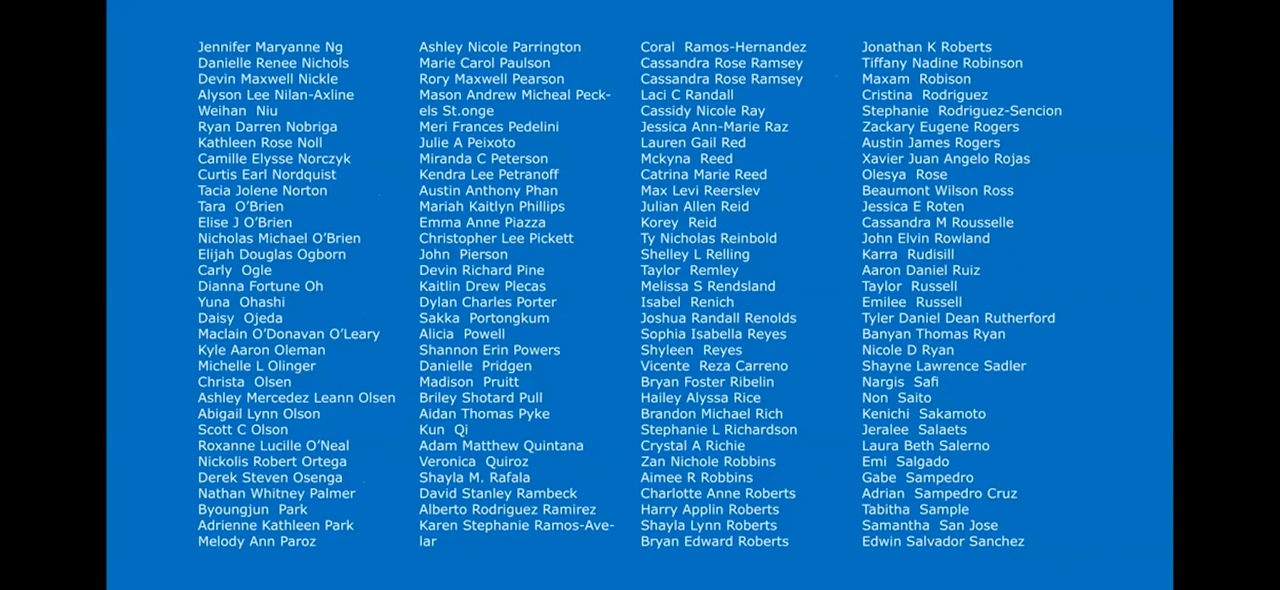 Jennifer Maryanne Ng
Danielle Renee Nichols
Devin Maxwell Nickle
Alyson Lee Nilan-Axline
Weihan  Niu
Ryan Darren Nobriga
Kathleen Rose Noll
Camille Elysse Norczyk
Curtis Earl Nordquist
Tacia Jolene Norton
Tara  O’Brien
Elise J O’Brien
Nicholas Michael O’Brien
Elijah Douglas Ogborn
Carly  Ogle
Dianna Fortune Oh
Yuna  Ohashi
Daisy  Ojeda
Maclain O’Donavan O’Leary
Kyle Aaron Oleman
Michelle L Olinger
Christa  Olsen
Ashley Mercedez Leann Olsen
Abigail Lynn Olson
Scott C Olson
Roxanne Lucille O’Neal
Nickolis Robert Ortega
Derek Steven Osenga
Nathan Whitney Palmer
Byoungjun  Park
Adrienne Kathleen Park
Melody Ann Paroz
Ashley Nicole Parrington
Marie Carol Paulson
Rory Maxwell Pearson
Mason Andrew Micheal Peck-
els St.onge
Meri Frances Pedelini
Julie A Peixoto
Miranda C Peterson
Kendra Lee Petranoff
Austin Anthony Phan
Mariah Kaitlyn Phillips
Emma Anne Piazza
Christopher Lee Pickett
John  Pierson
Devin Richard Pine
Kaitlin Drew Plecas
Dylan Charles Porter
Sakka  Portongkum
Alicia  Powell
Shannon Erin Powers
Danielle  Pridgen
Madison  Pruitt
Briley Shotard Pull
Aidan Thomas Pyke
Kun  Qi
Adam Matthew Quintana
Veronica  Quiroz
Shayla M. Rafala
David Stanley Rambeck
Alberto Rodriguez Ramirez
Karen Stephanie Ramos-Ave-
lar
Coral  Ramos-Hernandez
Cassandra Rose Ramsey
Cassandra Rose Ramsey
Laci C Randall
Cassidy Nicole Ray
Jessica Ann-Marie Raz
Lauren Gail Red
Mckyna  Reed
Catrina Marie Reed
Max Levi Reerslev
Julian Allen Reid
Korey  Reid
Ty Nicholas Reinbold
Shelley L Relling
Taylor  Remley
Melissa S Rendsland
Isabel  Renich
Joshua Randall Renolds
Sophia Isabella Reyes
Shyleen  Reyes
Vicente  Reza Carreno
Bryan Foster Ribelin
Hailey Alyssa Rice
Brandon Michael Rich
Stephanie L Richardson
Crystal A Richie
Zan Nichole Robbins
Aimee R Robbins
Charlotte Anne Roberts
Harry Applin Roberts
Shayla Lynn Roberts
Bryan Edward Roberts
Jonathan K Roberts
Tiffany Nadine Robinson
Maxam  Robison
Cristina  Rodriguez
Stephanie  Rodriguez-Sencion
Zackary Eugene Rogers
Austin James Rogers
Xavier Juan Angelo Rojas
Olesya  Rose
Beaumont Wilson Ross
Jessica E Roten
Cassandra M Rousselle
John Elvin Rowland
Karra  Rudisill
Aaron Daniel Ruiz
Taylor  Russell
Emilee  Russell
Tyler Daniel Dean Rutherford
Banyan Thomas Ryan
Nicole D Ryan
Shayne Lawrence Sadler
Nargis  Safi
Non  Saito
Kenichi  Sakamoto
Jeralee  Salaets
Laura Beth Salerno
Emi  Salgado
Gabe  Sampedro
Adrian  Sampedro Cruz
Tabitha  Sample
Samantha  San Jose
Edwin Salvador Sanchez